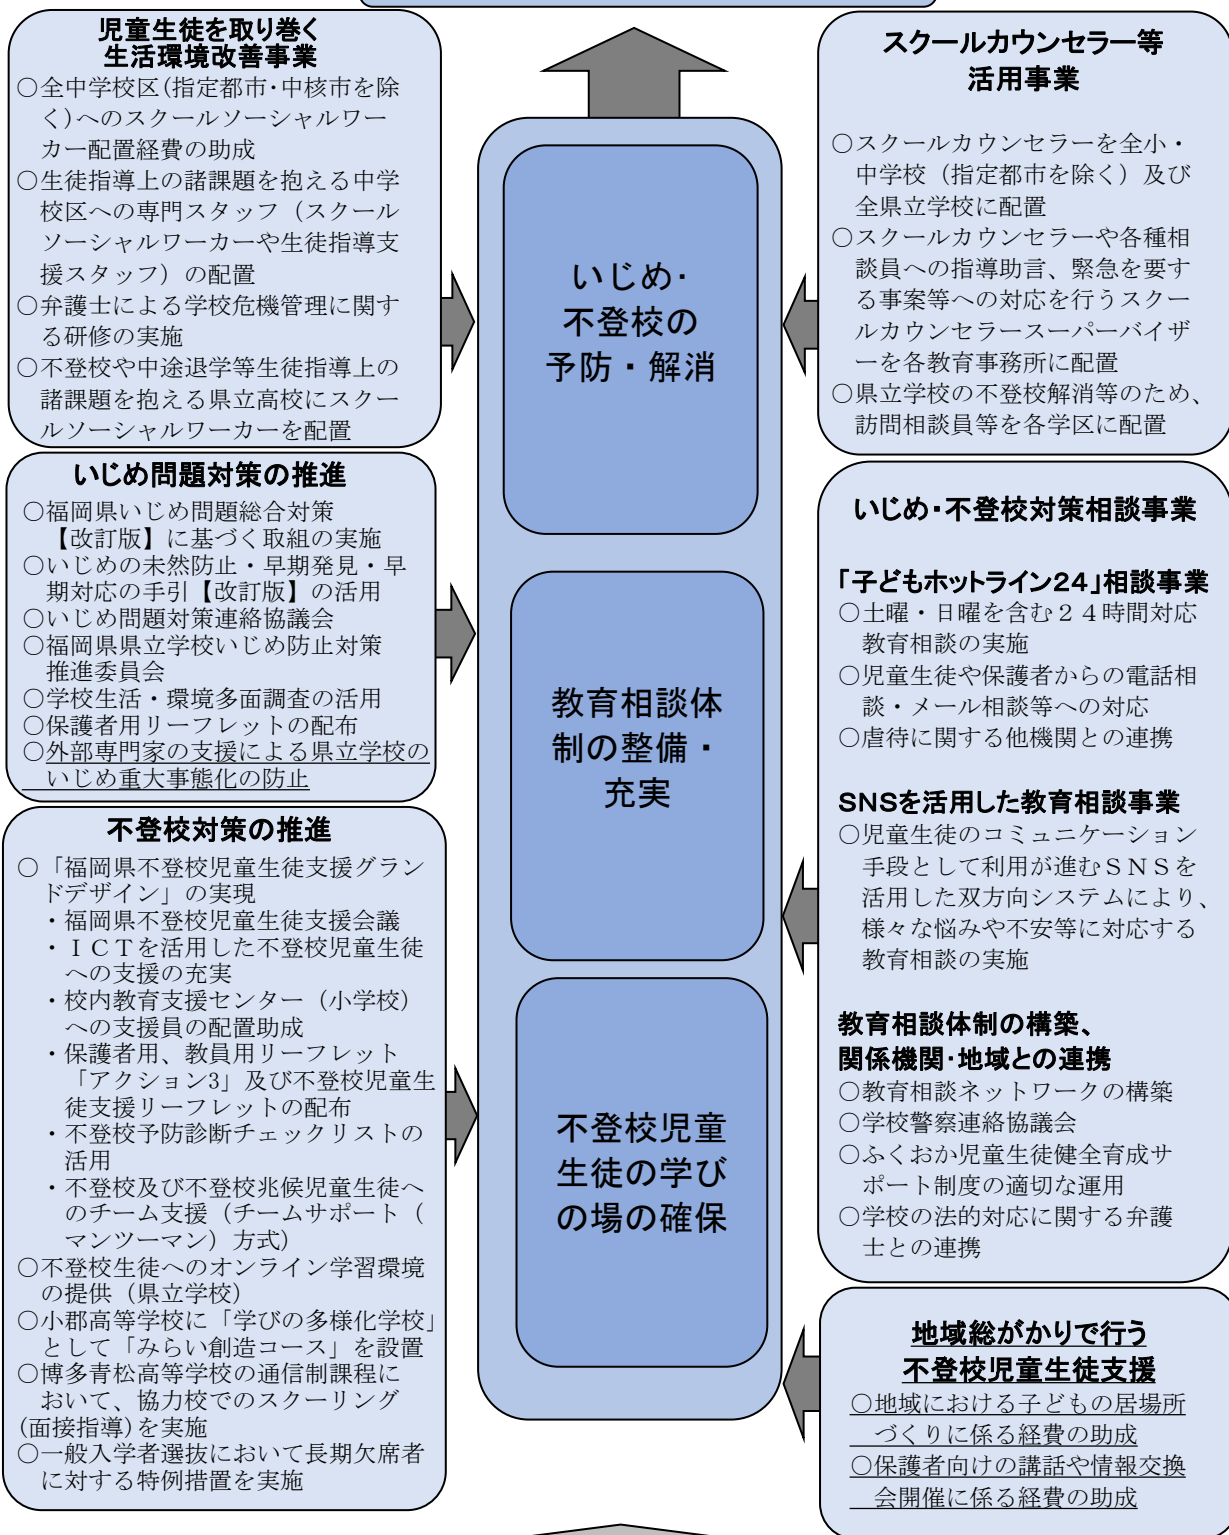 児童生徒を取り巻く
生活環境改善事業
○全中学校区(指定都市・中核市を除
く)へのスクールソーシャルワー
カー配置経費の助成
○生徒指導上の諸課題を抱える中学
校区への専門スタッフ（スクール
ソーシャルワーカーや生徒指導支
援スタッフ）の配置
○弁護士による学校危機管理に関す
る研修の実施
○不登校や中途退学等生徒指導上の
諸課題を抱える県立高校にスクー
ルソーシャルワーカーを配置
いじめ問題対策の推進
○福岡県いじめ問題総合対策
【改訂版】に基づく取組の実施
○いじめの未然防止・早期発見・早
期対応の手引【改訂版】の活用
○いじめ問題対策連絡協議会
○福岡県県立学校いじめ防止対策
推進委員会
○学校生活・環境多面調査の活用
○保護者用リーフレットの配布
○外部専門家の支援による県立学校の
いじめ重大事態化の防止
不登校対策の推進
○「福岡県不登校児童生徒支援グラン
ドデザイン」の実現
・福岡県不登校児童生徒支援会議
・ＩＣＴを活用した不登校児童生徒
への支援の充実
・校内教育支援センター（小学校）
への支援員の配置助成
・保護者用、教員用リーフレット
「アクション3」及び不登校児童生
徒支援リーフレットの配布
・不登校予防診断チェックリストの
活用
・不登校及び不登校兆候児童生徒へ
のチーム支援（チームサポート（
マンツーマン）方式）
○不登校生徒へのオンライン学習環境
の提供（県立学校）
○小郡高等学校に「学びの多様化学校」
として「みらい創造コース」を設置
○博多青松高等学校の通信制課程に
おいて、協力校でのスクーリング
(面接指導)を実施
○一般入学者選抜において長期欠席者
に対する特例措置を実施
いじめ・
不登校の
予防・解消
教育相談体
制の整備・
充実
不登校児童
生徒の学び
の場の確保
スクールカウンセラー等
活用事業
○スクールカウンセラーを全小・
中学校（指定都市を除く）及び
全県立学校に配置
○スクールカウンセラーや各種相
談員への指導助言、緊急を要す
る事案等への対応を行うスクー
ルカウンセラースーパーバイザ
ーを各教育事務所に配置
○県立学校の不登校解消等のため、
訪問相談員等を各学区に配置
いじめ・不登校対策相談事業
「子どもホットライン24」相談事業
○土曜・日曜を含む２４時間対応
教育相談の実施
○児童生徒や保護者からの電話相
談・メール相談等への対応
○虐待に関する他機関との連携
SNSを活用した教育相談事業
○児童生徒のコミュニケーション
手段として利用が進むＳＮＳを
活用した双方向システムにより、
様々な悩みや不安等に対応する
教育相談の実施
教育相談体制の構築、
関係機関・地域との連携
○教育相談ネットワークの構築
○学校警察連絡協議会
○ふくおか児童生徒健全育成サ
ポート制度の適切な運用
○学校の法的対応に関する弁護
士との連携
地域総がかりで行う
不登校児童生徒支援
○地域における子どもの居場所
づくりに係る経費の助成
○保護者向けの講話や情報交換
会開催に係る経費の助成